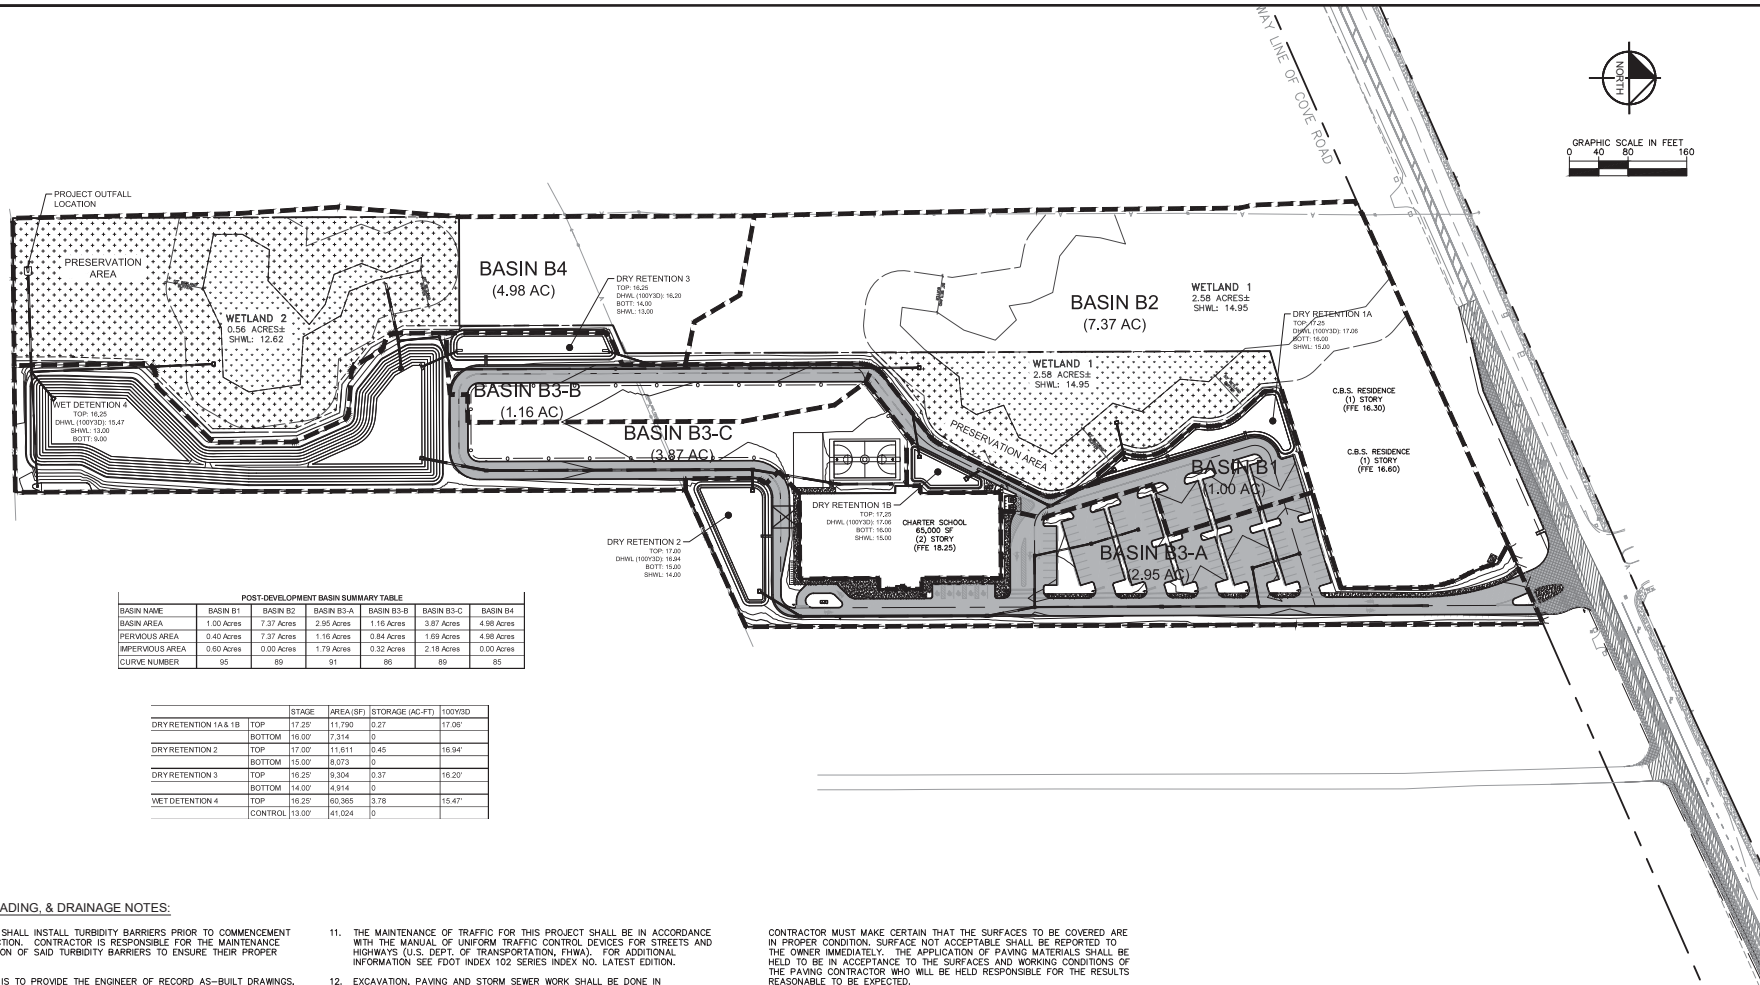 WAY LINE OF COVE ROAD
NORTH
GRAPHIC SCALE IN FEET
0 40 80 160
PROJECT OUTFALL
LOCATION
PRESERVATION
AREA
WETLAND 2
0.56 ACRES±
SHWL: 12.62
BASIN B4
(4.98 AC)
DRY RETENTION 3
TOP: 16.25
DHWL (100Y3D): 16.20
BOTT: 14.00
SHWL: 13.00
BASIN B2
(7.37 AC)
WETLAND 1
2.58 ACRES±
SHWL: 14.95
DRY RETENTION 1A
TOP: 17.25
DHWL (100Y3D): 17.06
BOTT: 16.00
SHWL: 15.00
WETLAND 1
2.58 ACRES±
SHWL: 14.95
C.B.S. RESIDENCE
(1) STORY
(FFE 16.30)
C.B.S. RESIDENCE
(1) STORY
(FFE 16.60)
WET DETENTION 4
TOP: 16.25
DHWL (100Y3D): 15.47
SHWL: 13.00
BOTT: 9.00
BASIN B3-B
(1.16 AC)
BASIN B3-C
(3.87 AC)
PRESERVATION AREA
BASIN B1
(1.00 AC)
DRY RETENTION 1B
TOP: 17.25
DHWL (100Y3D): 17.06
BOTT: 16.00
SHWL: 15.00
CHARTER SCHOOL
65,000 SF
(2) STORY
(FFE 18.25)
DRY RETENTION 2
TOP: 17.00
DHWL (100Y3D): 16.94
BOTT: 15.00
SHWL: 14.00
BASIN B3-A
(2.95 AC)
POST-DEVELOPMENT BASIN SUMMARY TABLE
BASIN NAME BASIN B1 BASIN B2 BASIN B3-A BASIN B3-B BASIN B3-C BASIN B4
BASIN AREA 1.00 Acres 7.37 Acres 2.95 Acres 1.16 Acres 3.87 Acres 4.98 Acres
PERVIOUS AREA 0.40 Acres 7.37 Acres 1.16 Acres 0.84 Acres 1.69 Acres 4.98 Acres
IMPERVIOUS AREA 0.60 Acres 0.00 Acres 1.79 Acres 0.32 Acres 2.18 Acres 0.00 Acres
CURVE NUMBER 95 89 91 86 89 85
STAGE AREA (SF) STORAGE (AC-FT) 100Y/3D
DRY RETENTION 1A & 1B TOP 17.25' 11,790 0.27 17.06'
BOTTOM 16.00' 7,314 0
DRY RETENTION 2 TOP 17.00' 11,611 0.45 16.94'
BOTTOM 15.00' 8,073 0
DRY RETENTION 3 TOP 16.25' 9,304 0.37 16.20'
BOTTOM 14.00' 4,914 0
WET DETENTION 4 TOP 16.25' 60,365 3.78 15.47'
CONTROL 13.00' 41,024 0
ADING, & DRAINAGE NOTES:
SHALL INSTALL TURBIDITY BARRIERS PRIOR TO COMMENCEMENT
CTION. CONTRACTOR IS RESPONSIBLE FOR THE MAINTENANCE
ON OF SAID TURBIDITY BARRIERS TO ENSURE THEIR PROPER
IS TO PROVIDE THE ENGINEER OF RECORD AS-BUILT DRAWINGS.
11. THE MAINTENANCE OF TRAFFIC FOR THIS PROJECT SHALL BE IN ACCORDANCE
WITH THE MANUAL OF UNIFORM TRAFFIC CONTROL DEVICES FOR STREETS AND
HIGHWAYS (U.S. DEPT. OF TRANSPORTATION, FHWA). FOR ADDITIONAL
INFORMATION SEE FDOT INDEX 102 SERIES INDEX NO. LATEST EDITION.
12. EXCAVATION, PAVING AND STORM SEWER WORK SHALL BE DONE IN
CONTRACTOR MUST MAKE CERTAIN THAT THE SURFACES TO BE COVERED ARE
IN PROPER CONDITION. SURFACE NOT ACCEPTABLE SHALL BE REPORTED TO
THE OWNER IMMEDIATELY. THE APPLICATION OF PAVING MATERIALS SHALL BE
HELD TO BE IN ACCEPTANCE TO THE SURFACES AND WORKING CONDITIONS OF
THE PAVING CONTRACTOR WHO WILL BE HELD RESPONSIBLE FOR THE RESULTS
REASONABLE TO BE EXPECTED.